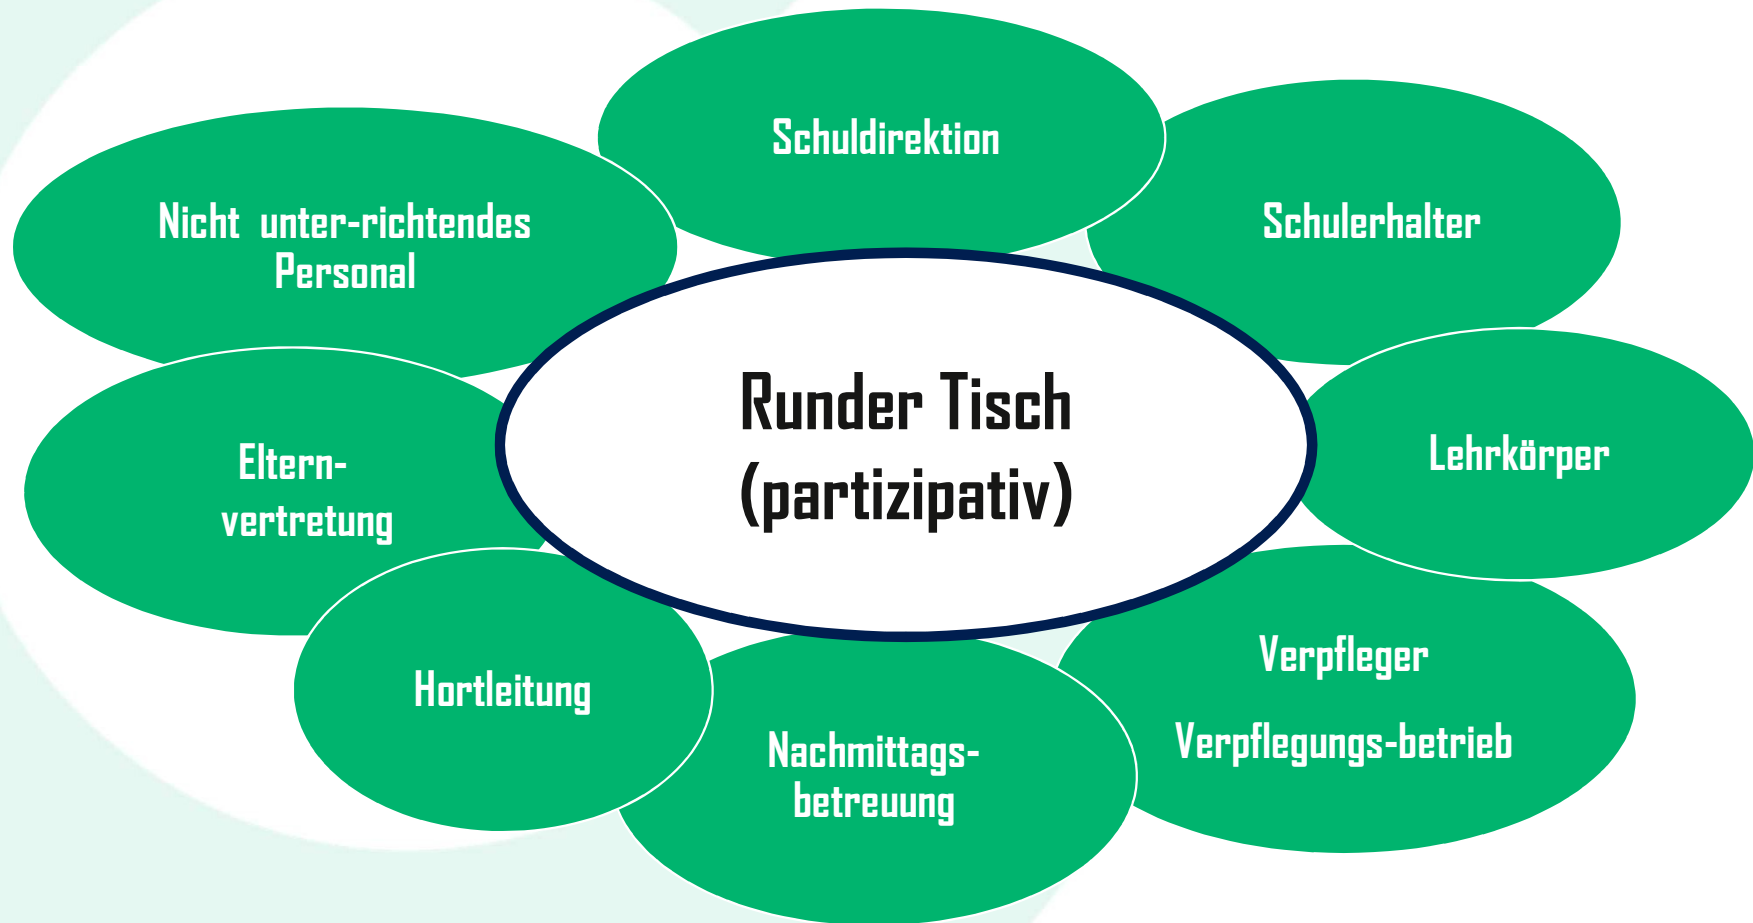 Schuldirektion
Schulerhalter
Nicht unter-richtendes
Personal
Runder Tisch
(partizipativ)
Lehrkörper
Eltern-
vertretung
Verpfleger
Verpflegungs-betrieb
Hortleitung
Nachmittags-
betreuung